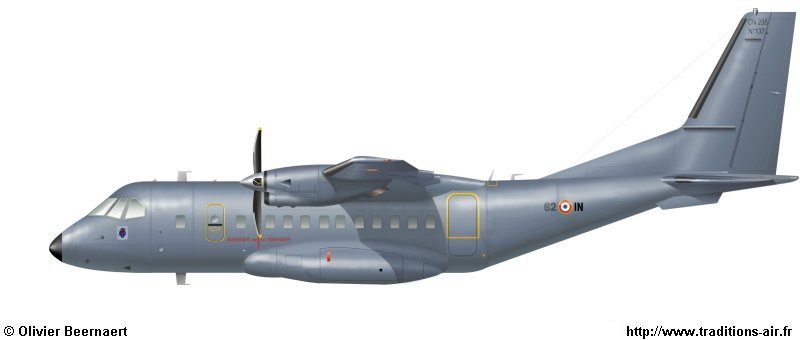 CN 235
N°137
62 IN
DANGER DANGER
© Olivier Beernaert
http://www.traditions-air.fr